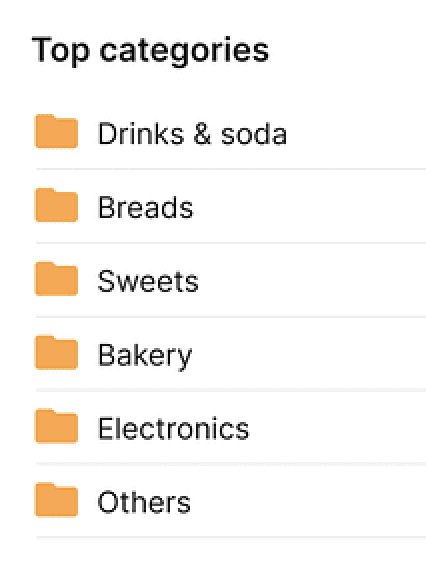 Top categories
Drinks & soda
Breads
Sweets
Bakery
Electronics
Others